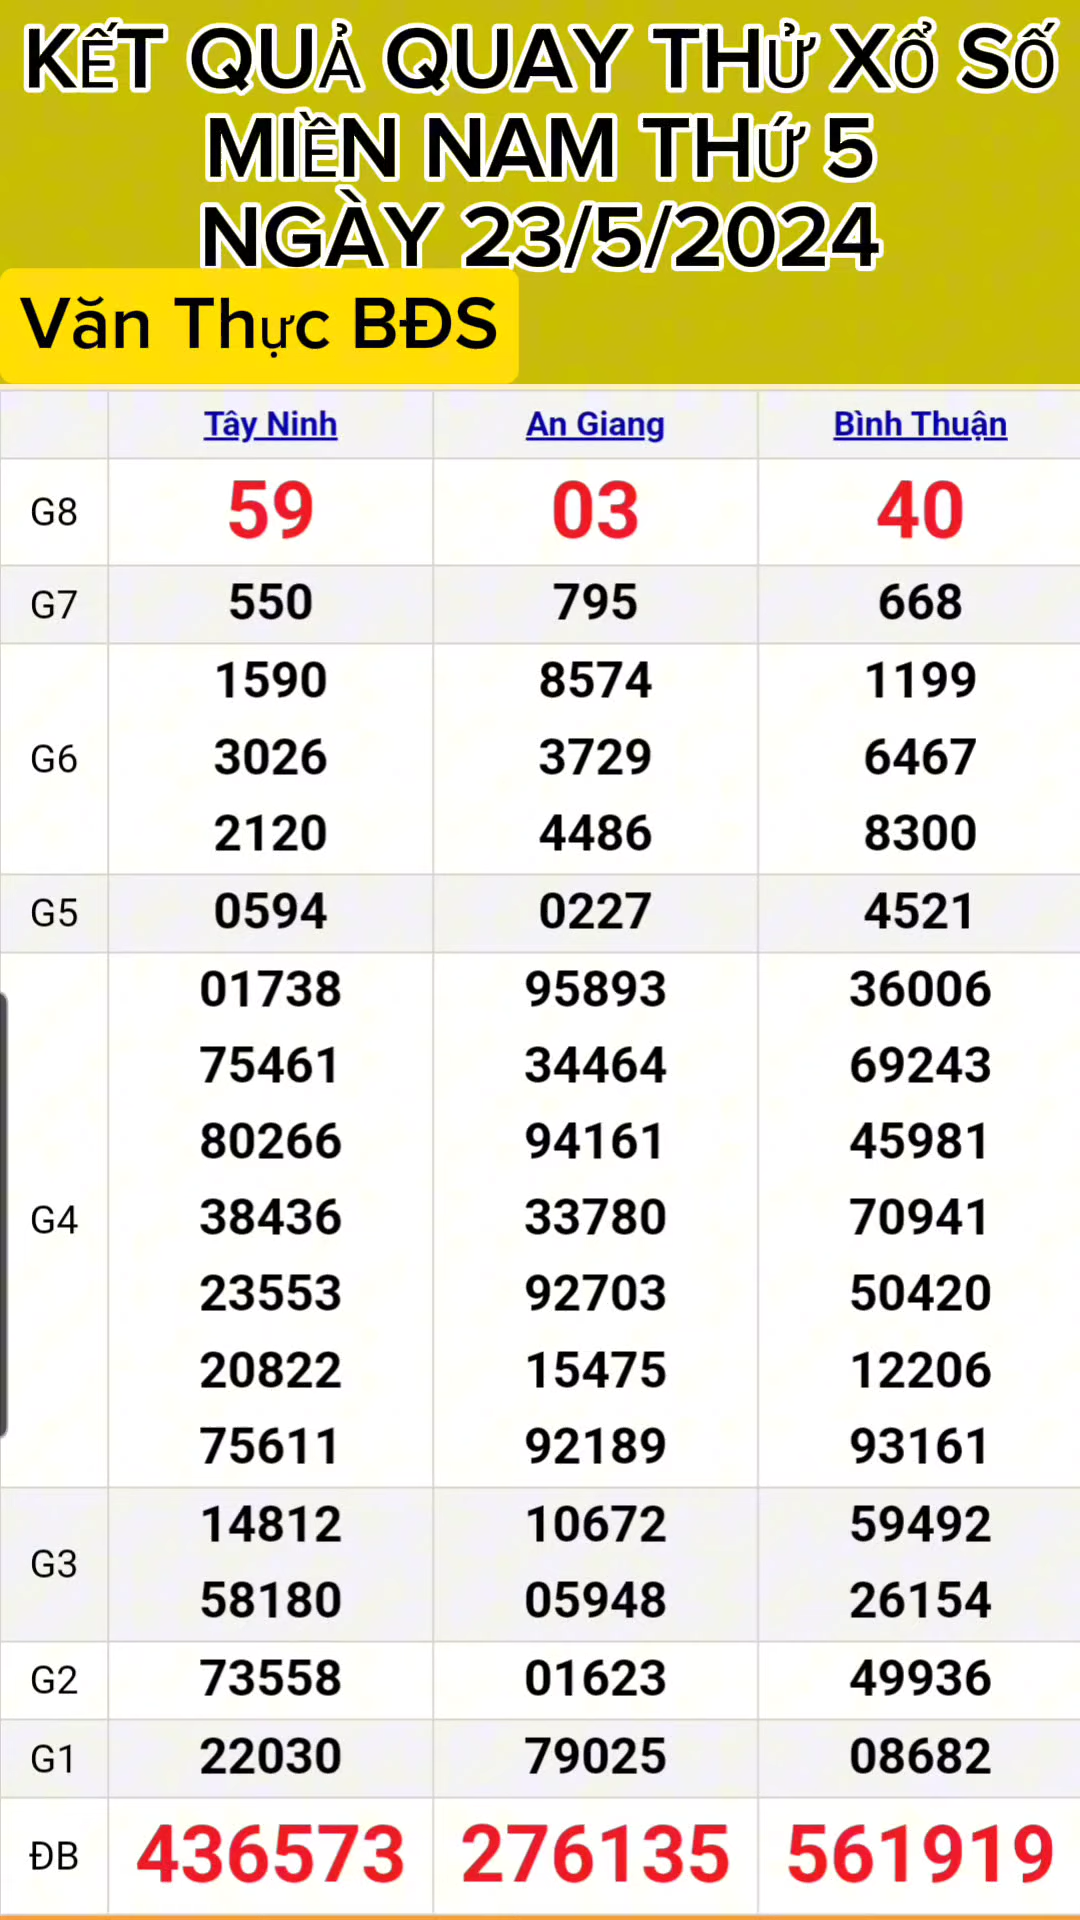 KẾT QUẢ QUAY THỬ XỔ SỐ
MIỀN NAM THỨ 5
NGÀY 23/5/2024
Văn Thực BĐS
Tây Ninh An Giang Bình Thuận
G8 59 03 40
G7 550 795 668
1590 8574 1199
G6 3026 3729 6467
2120 4486 8300
G5 0594 0227 4521
01738 95893 36006
75461 34464 69243
80266 94161 45981
G4 38436 33780 70941
23553 92703 50420
20822 15475 12206
75611 92189 93161
G3 14812 10672 59492
58180 05948 26154
G2 73558 01623 49936
G1 22030 79025 08682
ĐB 436573 276135 561919